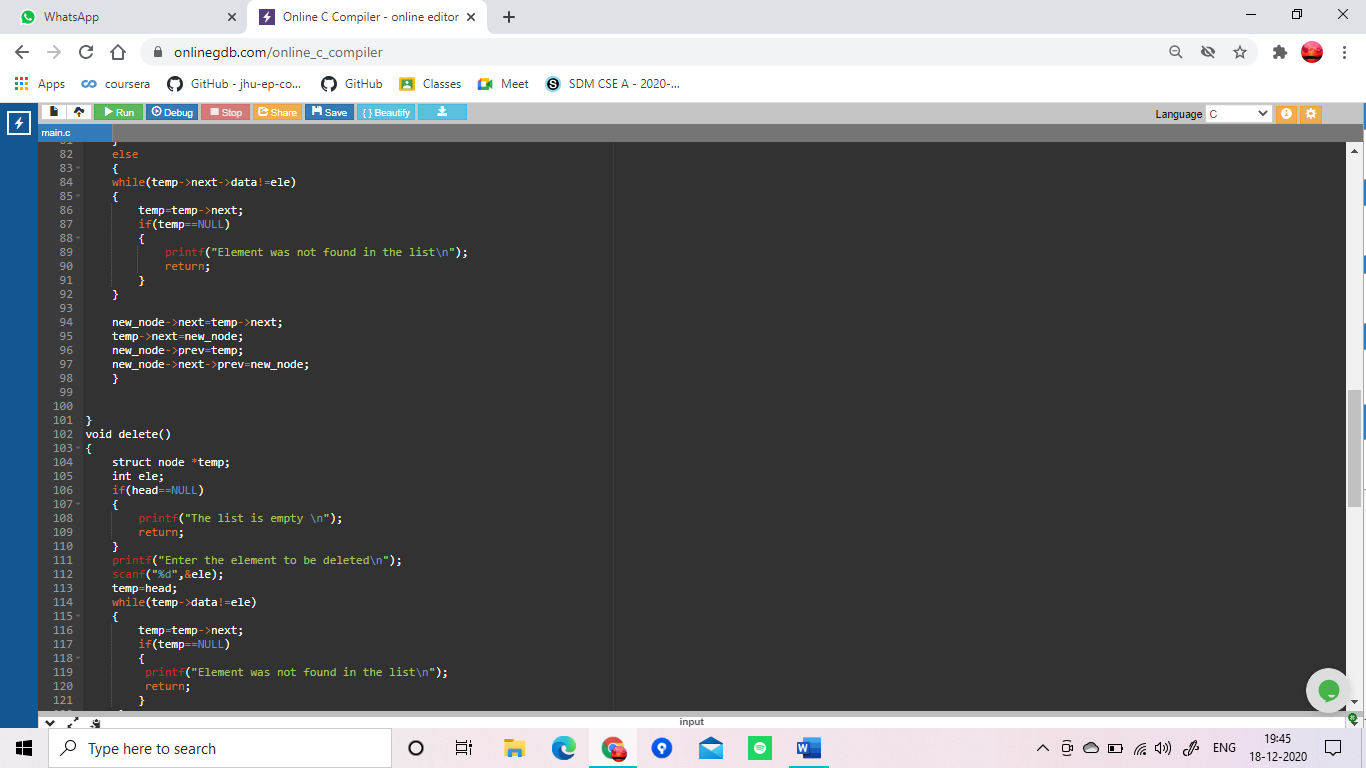 WhatsApp
Online C Compiler - online editor
onlinegdb.com/online_c_compiler
Apps coursera GitHub - jhu-ep-co... GitHub Classes Meet SDM CSE A - 2020-...
Run Debug Stop Share Save { } Beautify
Language C
main.c
81 }
82 else
83 {
84 while(temp->next->data!=ele)
85 {
86 temp=temp->next;
87 if(temp==NULL)
88 {
89 printf("Element was not found in the list\n");
90 return;
91 }
92 }
93
94 new_node->next=temp->next;
95 temp->next=new_node;
96 new_node->prev=temp;
97 new_node->next->prev=new_node;
98 }
99
100
101 }
102 void delete()
103 {
104 struct node *temp;
105 int ele;
106 if(head==NULL)
107 {
108 printf("The list is empty \n");
109 return;
110 }
111 printf("Enter the element to be deleted\n");
112 scanf("%d",&ele);
113 temp=head;
114 while(temp->data!=ele)
115 {
116 temp=temp->next;
117 if(temp==NULL)
118 {
119 printf("Element was not found in the list\n");
120 return;
121 }
input
Type here to search
ENG
19:45
18-12-2020